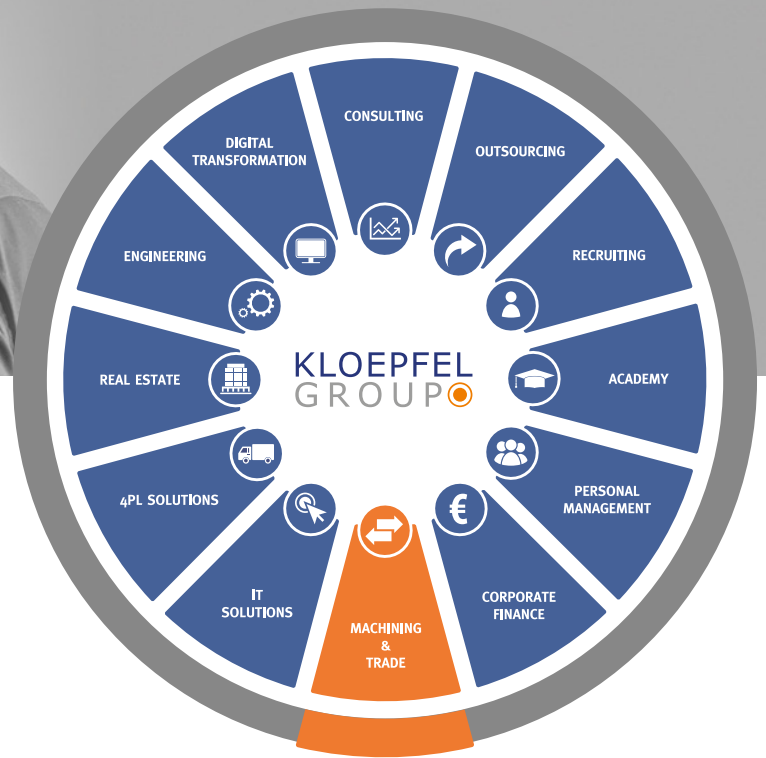 CONSULTING
OUTSOURCING
RECRUITING
ACADEMY
PERSONAL
MANAGEMENT
CORPORATE
FINANCE
MACHINING
&
TRADE
IT
SOLUTIONS
4PL SOLUTIONS
REAL ESTATE
ENGINEERING
DIGITAL
TRANSFORMATION
KLOEPFEL
GROUP
€